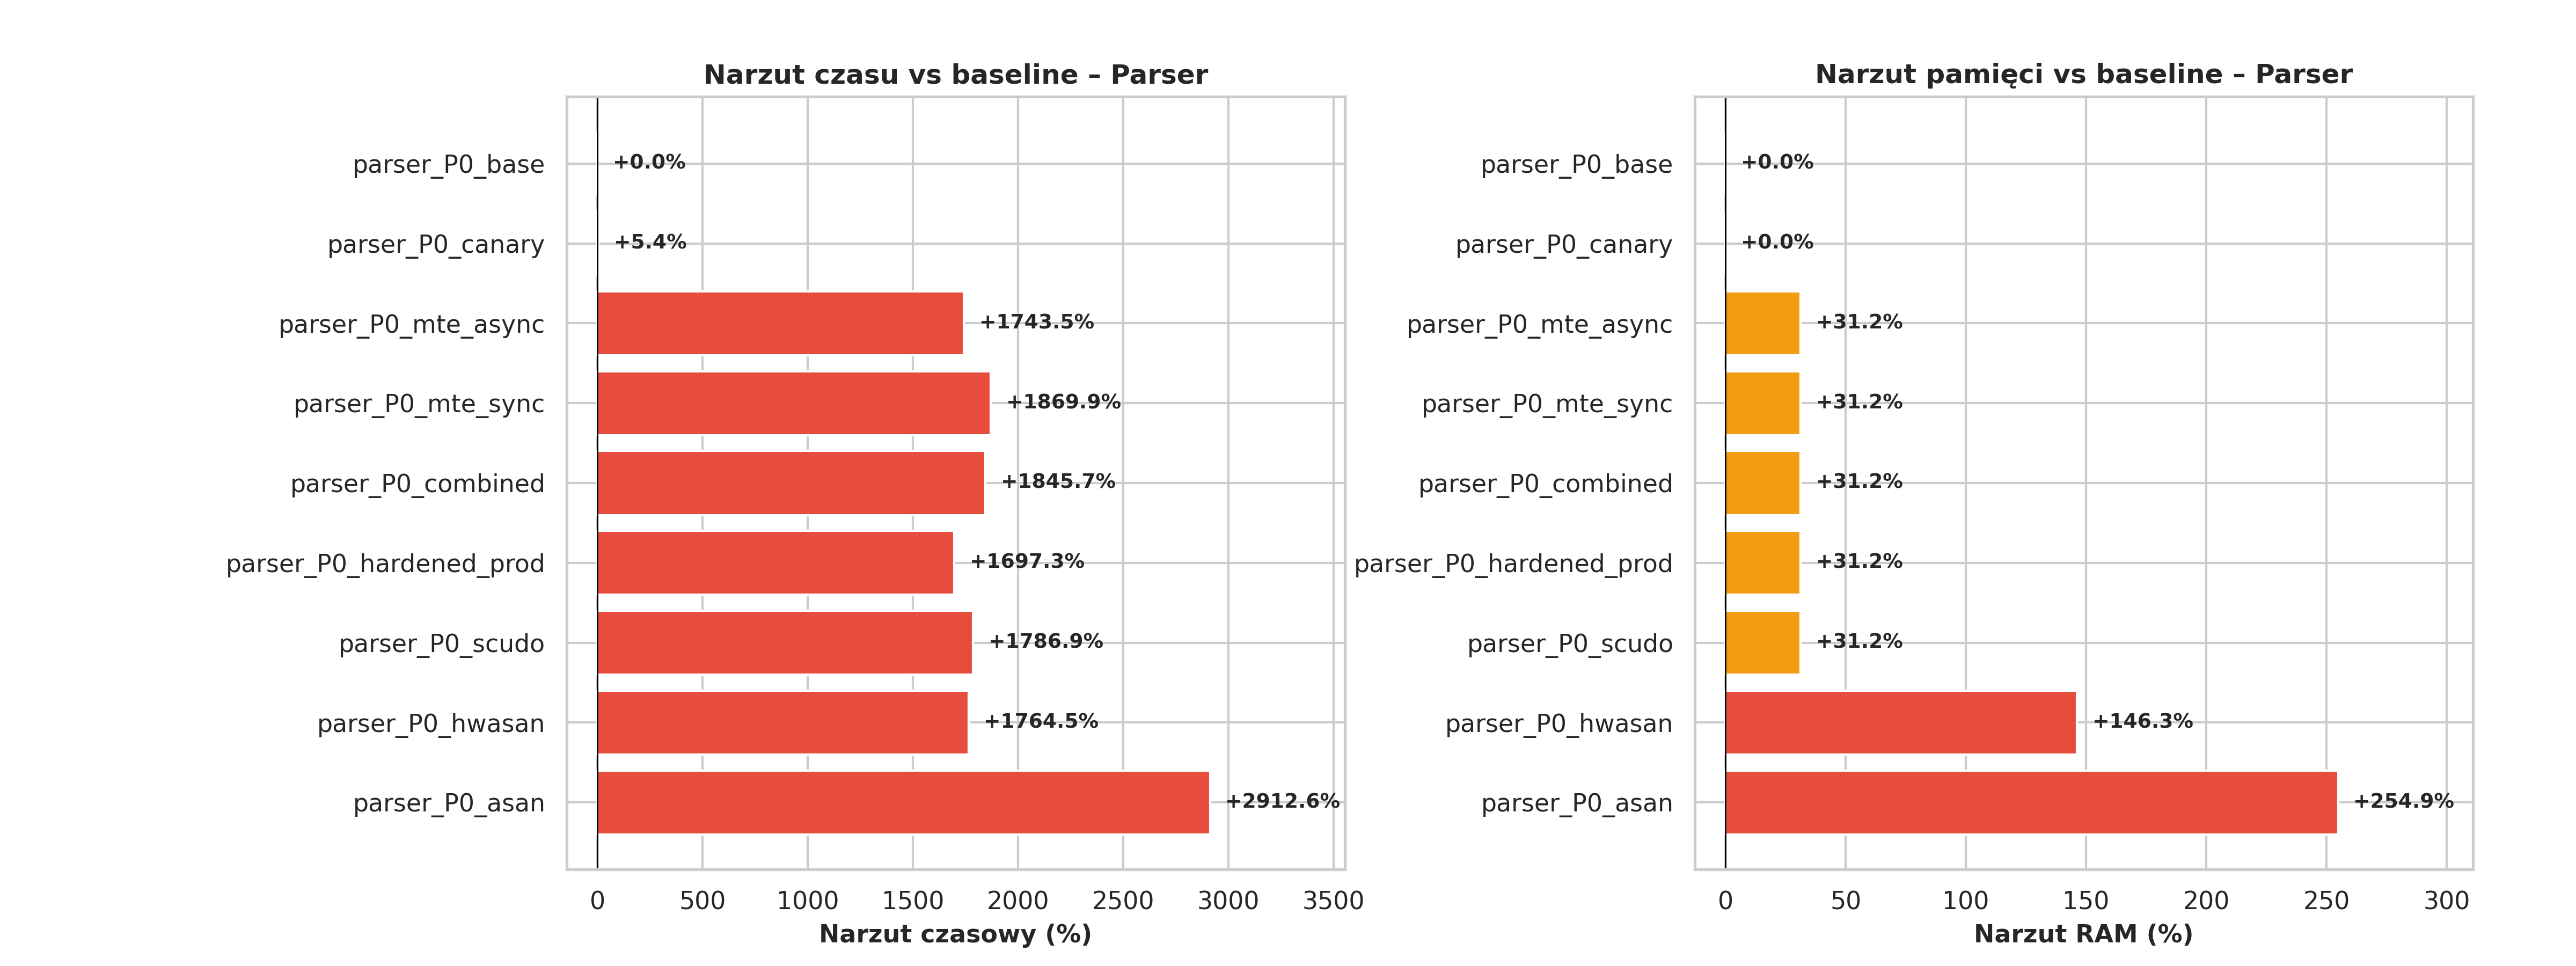 Narzut czasu vs baseline – Parser
parser_P0_base
+0.0%
parser_P0_canary
+5.4%
parser_P0_mte_async
+1743.5%
parser_P0_mte_sync
+1869.9%
parser_P0_combined
+1845.7%
parser_P0_hardened_prod
+1697.3%
parser_P0_scudo
+1786.9%
parser_P0_hwasan
+1764.5%
parser_P0_asan
+2912.6%
0 500 1000 1500 2000 2500 3000 3500
Narzut czasowy (%)
Narzut pamięci vs baseline – Parser
parser_P0_base
+0.0%
parser_P0_canary
+0.0%
parser_P0_mte_async
+31.2%
parser_P0_mte_sync
+31.2%
parser_P0_combined
+31.2%
parser_P0_hardened_prod
+31.2%
parser_P0_scudo
+31.2%
parser_P0_hwasan
+146.3%
parser_P0_asan
+254.9%
0 50 100 150 200 250 300
Narzut RAM (%)